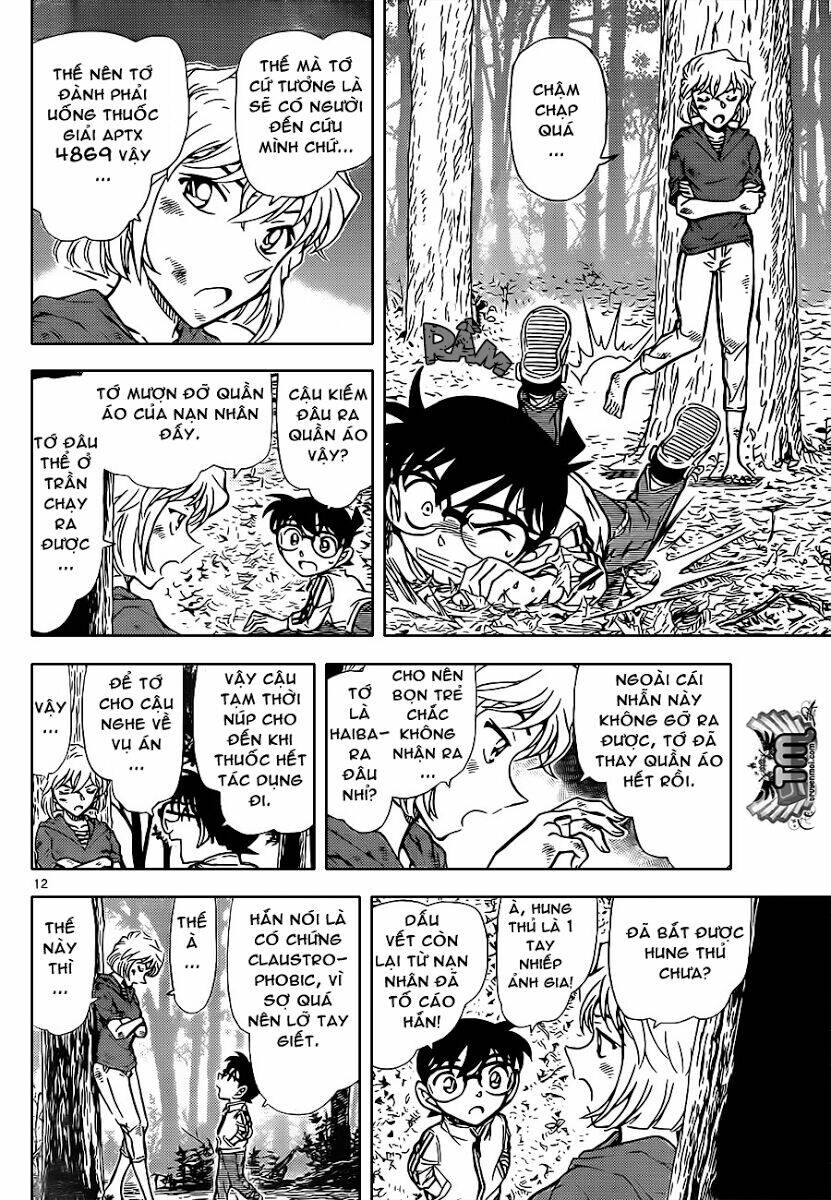 CHẬM
CHẠP
QUÁ
...
RẦM
THẾ MÀ TỚ
CỨ TƯỞNG LÀ
SẼ CÓ NGƯỜI
ĐẾN CỨU
MÌNH CHỨ...
THẾ NÊN TỚ
ĐÀNH PHẢI
UỐNG THUỐC
GIẢI APTX
4869 VẬY
...
CẬU KIẾM
ĐÂU RA
QUẦN ÁO
VẬY?
TỚ MƯỢN ĐỠ QUẦN
ÁO CỦA NẠN NHÂN
ĐẤY.
TỚ ĐÂU
THỂ Ở
TRẦN CHẠY
RA ĐƯỢC
...
NGOÀI CÁI
NHẪN NÀY
KHÔNG GỠ RA
ĐƯỢC, TỚ ĐÃ
THAY QUẦN ÁO
HẾT RỒI.
CHO NÊN
BỌN TRẺ
CHẮC
KHÔNG
NHẬN RA
...
TỚ
LÀ
HAIBA-
RA
ĐÂU
NHỈ?
VẬY CẬU
TẠM THỜI
NÚP CHO
ĐẾN KHI
THUỐC HẾT
TÁC DỤNG
ĐI.
ĐỂ TỚ
CHO CẬU
NGHE VỀ
VỤ ÁN
...
VẬY
...
TM
truyenmoi.com
12
ĐÃ BẮT ĐƯỢC
HUNG THỦ
CHƯA?
À, HUNG
THỦ LÀ 1
TAY
NHIẾP
ẢNH GIA!
DẤU
VẾT CÒN
LẠI TỪ NẠN
NHÂN ĐÃ
TỐ CÁO
HẮN!
HẮN NÓI LÀ
CÓ CHỨNG
CLAUSTRO-
PHOBIC, VÌ
SỢ QUÁ
NÊN LỠ TAY
GIẾT.
THẾ
À
...
THẾ
NÀY THÌ
...